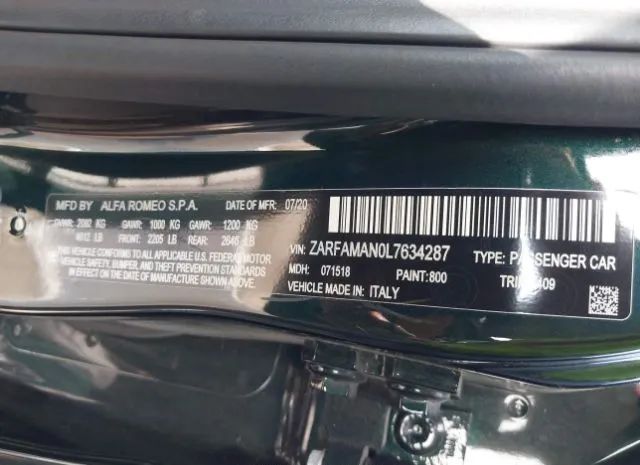 MFD BY ALFA ROMEO S.P.A. DATE OF MFR: 07/20
GVWR: 2082 KG GAWR: 1000 KG GAWR: 1200 KG
LB FRONT: 2205 LB REAR: 2646 LB
THIS VEHICLE CONFORMS TO ALL APPLICABLE U.S. FEDERAL MOTOR
VEHICLE SAFETY, BUMPER, AND THEFT PREVENTION STANDARDS
IN EFFECT ON THE DATE OF MANUFACTURE SHOWN ABOVE.
VIN: ZARFAMAN0L7634287 TYPE: PASSENGER CAR
MDH: 071518 PAINT:800 409
VEHICLE MADE IN: ITALY